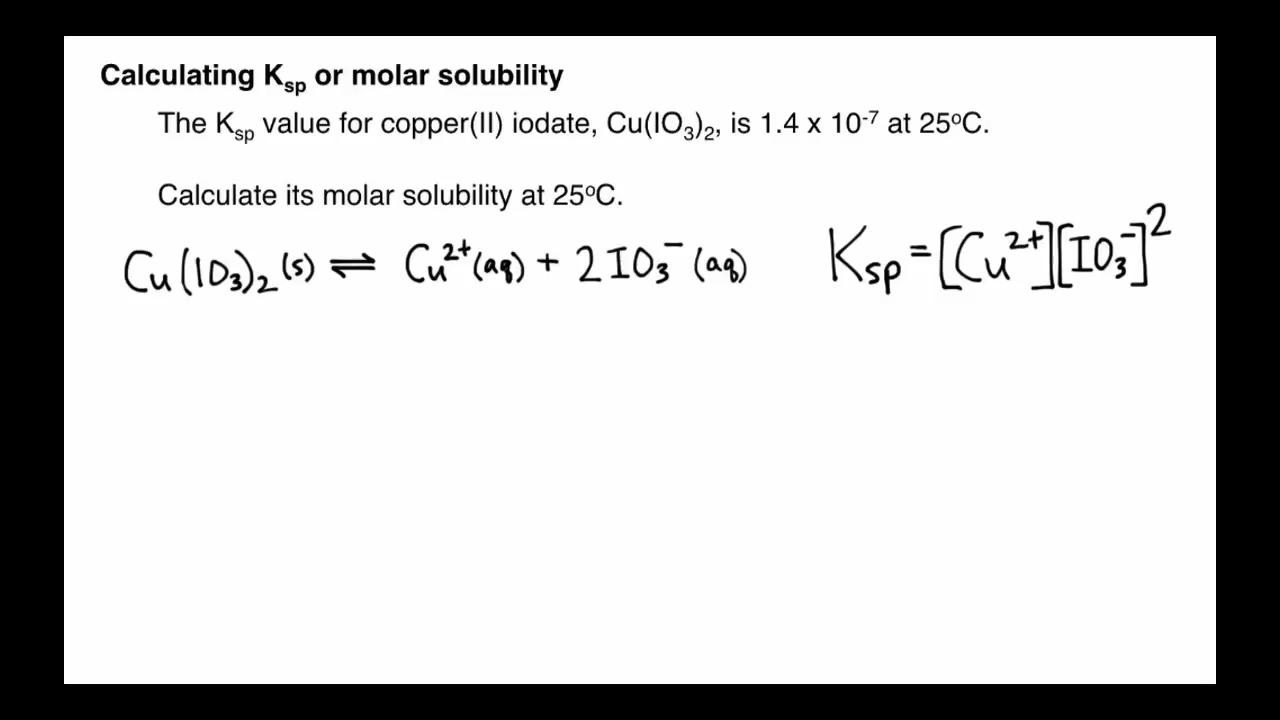 Calculating Ksp or molar solubility
The Ksp value for copper(II) iodate, Cu(IO3)2, is 1.4 x 10-7 at 25oC.
Calculate its molar solubility at 25oC.
Cu(IO3)2 (s) ⇌ Cu2+ (aq) + 2 IO3− (aq)   Ksp = [Cu2+][IO3−]2